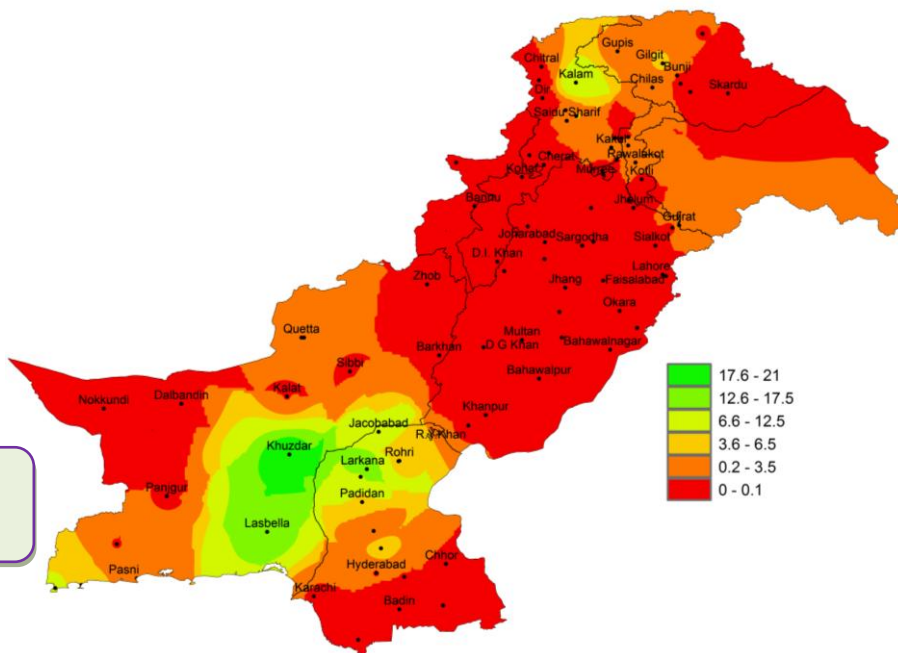 Gupis
Gilgit
Chitral
Bunji
Kalam
Chilas
Skardu
Dir
Saidu Sharif
Kakul
Cherat
Rawalakot
Kohat
Murree
Kotli
Bannu
Jhelum
Gujrat
Joharabad
Sargodha
Sialkot
D.I. Khan
Lahore
Zhob
Jhang
Faisalabad
Okara
Quetta
Multan
Barkhan
D G Khan
Bahawalnagar
Sibbi
Bahawalpur
Kalat
Nokkundi
Dalbandin
Khanpur
Jacobabad
R.Y.Khan
Khuzdar
Rohri
Larkana
Panjgur
Padidan
Lasbella
Chhor
Pasni
Hyderabad
Karachi
Badin
17.6 - 21
12.6 - 17.5
6.6 - 12.5
3.6 - 6.5
0.2 - 3.5
0 - 0.1